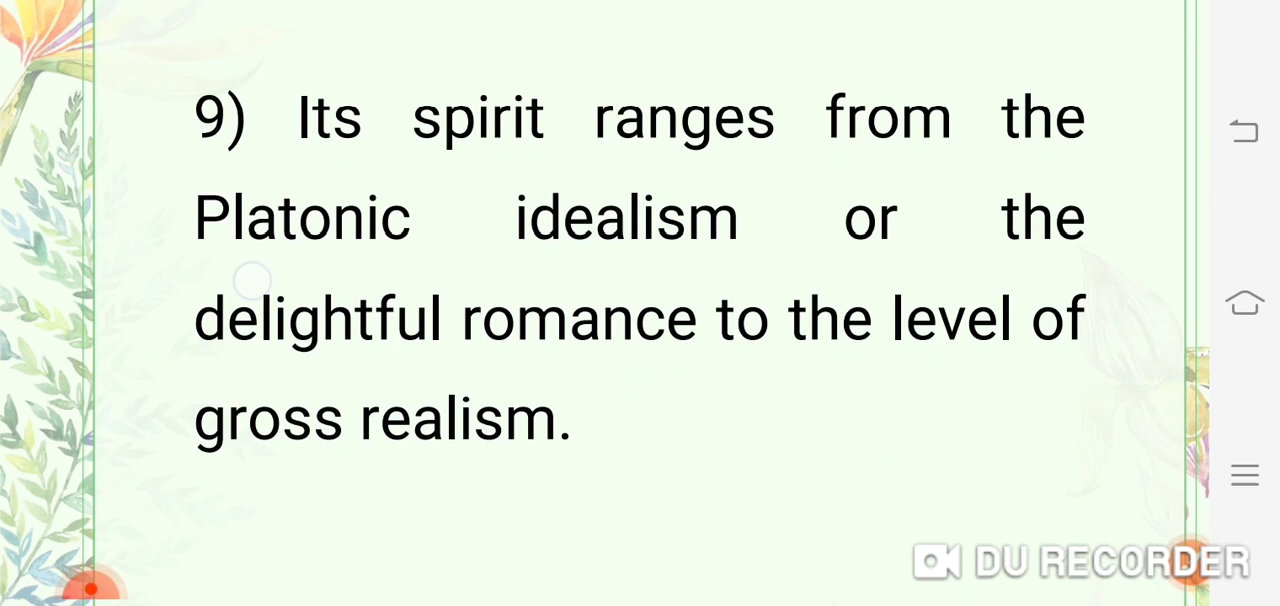 9) Its spirit ranges from the
Platonic idealism or the
delightful romance to the level of
gross realism.
DU RECORDER